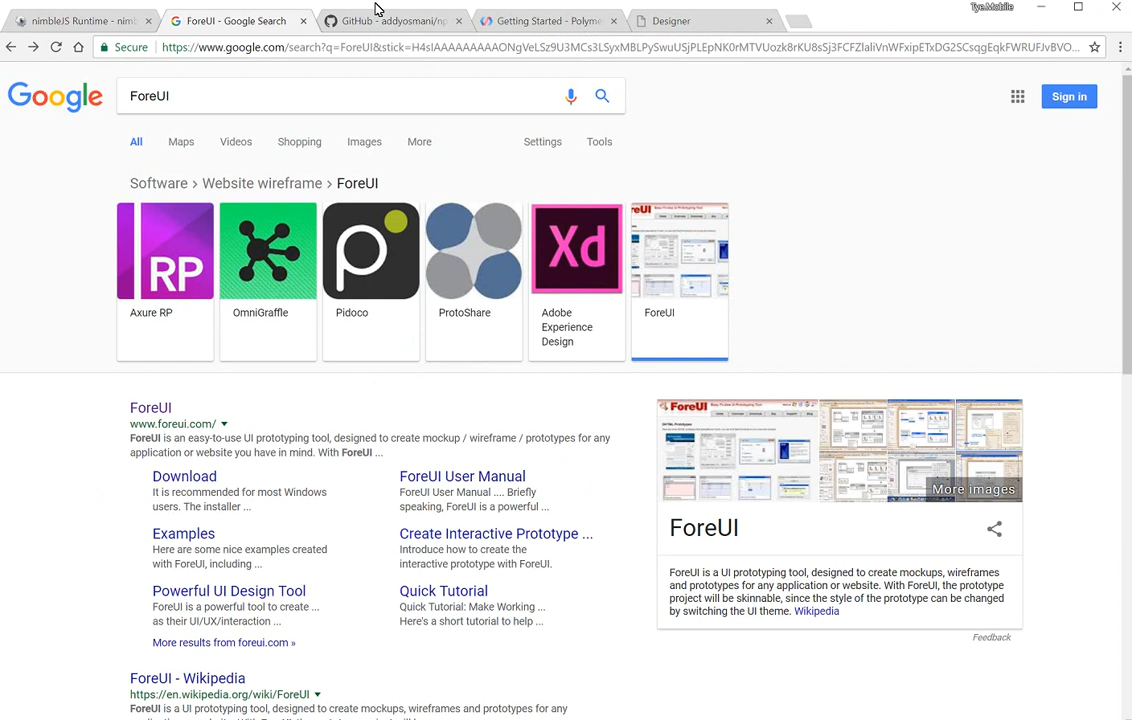 Tye.Mobile
nimbleJS Runtime - nimb
ForeUI - Google Search
GitHub - addyosmani/np
Getting Started - Polyme
Designer
Secure
https://www.google.com/search?q=ForeUI&stick=
Google
ForeUI
Sign in
All
Maps
Videos
Shopping
Images
More
Settings
Tools
Software > Website wireframe > ForeUI
RP
Xd
Axure RP
OmniGraffle
Pidoco
ProtoShare
Adobe
Experience
Design
ForeUI
ForeUI
www.foreui.com/
ForeUI is an easy-to-use UI prototyping tool, designed to create mockup / wireframe / prototypes for any
application or website you have in mind. With ForeUI ...
Download
It is recommended for most Windows
users. The installer ...
ForeUI User Manual
ForeUI User Manual .... Briefly
speaking, ForeUI is a powerful ...
Examples
Here are some nice examples created
with ForeUI, including ...
Create Interactive Prototype ...
Introduce how to create the
interactive prototype with ForeUI.
Powerful UI Design Tool
ForeUI is a powerful tool to create ...
as their UI/UX/interaction ...
Quick Tutorial
Quick Tutorial: Make Working ...
Here's a short tutorial to help ...
More results from foreui.com »
ForeUI - Wikipedia
https://en.wikipedia.org/wiki/ForeUI
ForeUI is a UI prototyping tool, designed to create mockups, wireframes and prototypes for any
ForeUI
More images
ForeUI
ForeUI is a UI prototyping tool, designed to create mockups, wireframes
and prototypes for any application or website. With ForeUI, the prototype
project will be skinnable, since the style of the prototype can be changed
by switching the UI theme. Wikipedia
Feedback